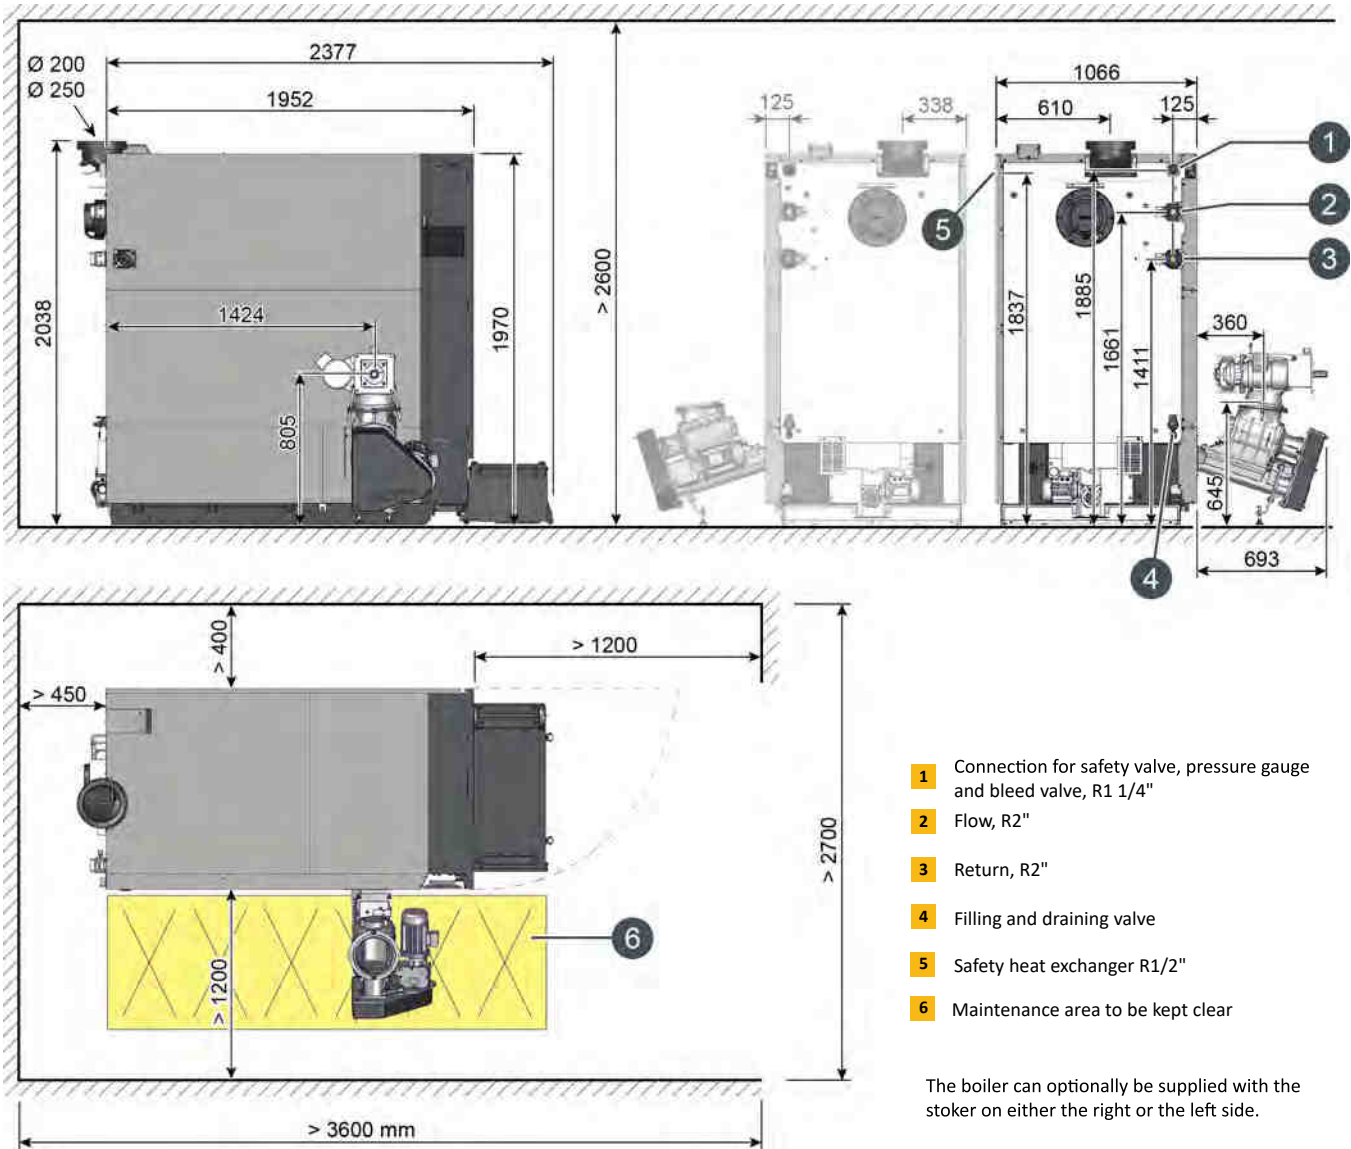 2377
Ø 200
Ø 250
1952
2038
1424
805
1970
> 2600
125
338
1066
610
125
1
2
3
5
1837
1885
1661
1411
360
645
693
4
> 400
> 1200
> 450
> 2700
6
> 1200
> 3600 mm
1 Connection for safety valve, pressure gauge
and bleed valve, R1 1/4"
2 Flow, R2"
3 Return, R2"
4 Filling and draining valve
5 Safety heat exchanger R1/2"
6 Maintenance area to be kept clear
The boiler can optionally be supplied with the
stoker on either the right or the left side.